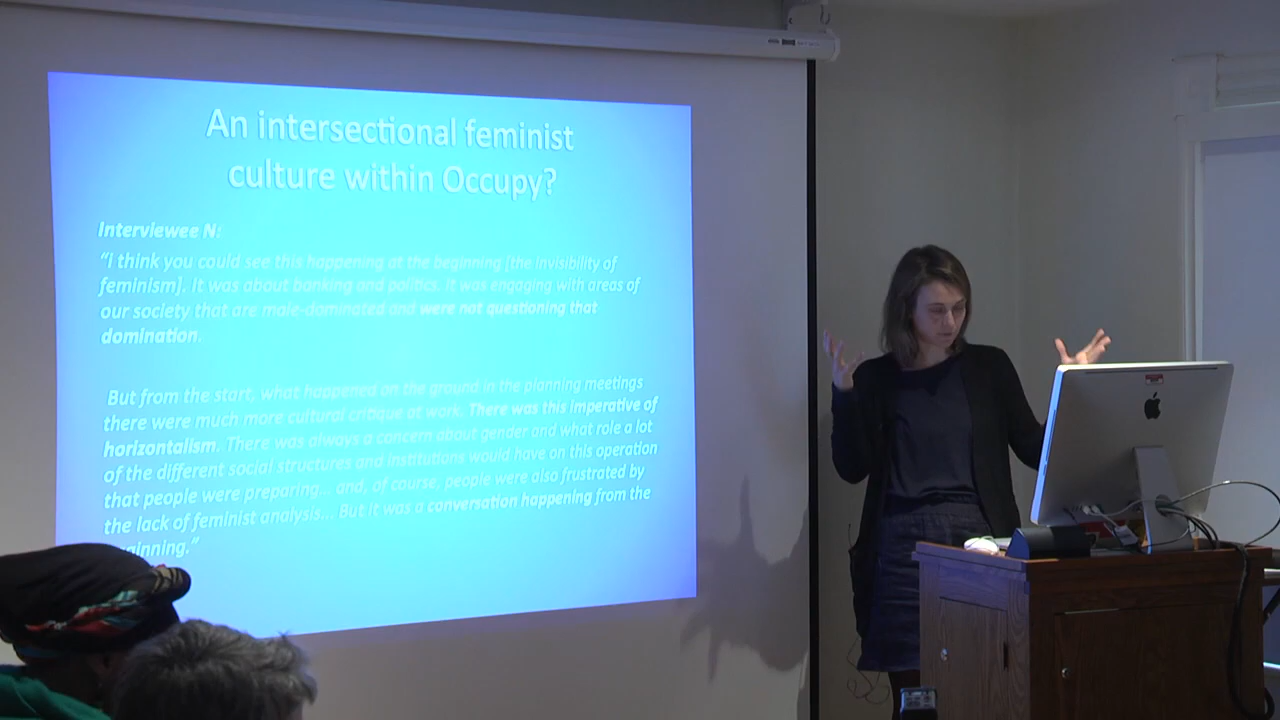 An intersectional feminist
culture within Occupy?
Interviewee N:
“I think you could see this happening at the beginning [the invisibility of
feminism]. It was about banking and politics. It was engaging with areas of
our society that are male-dominated and were not questioning that
domination.
But from the start, what happened on the ground in the planning meetings
there were much more cultural critique at work. There was this imperative of
horizontalism. There was always a concern about gender and what role a lot
of the different social structures and institutions would have on this operation
that people were preparing... and, of course, people were also frustrated by
the lack of feminist analysis... But it was a conversation happening from the
ginning.”